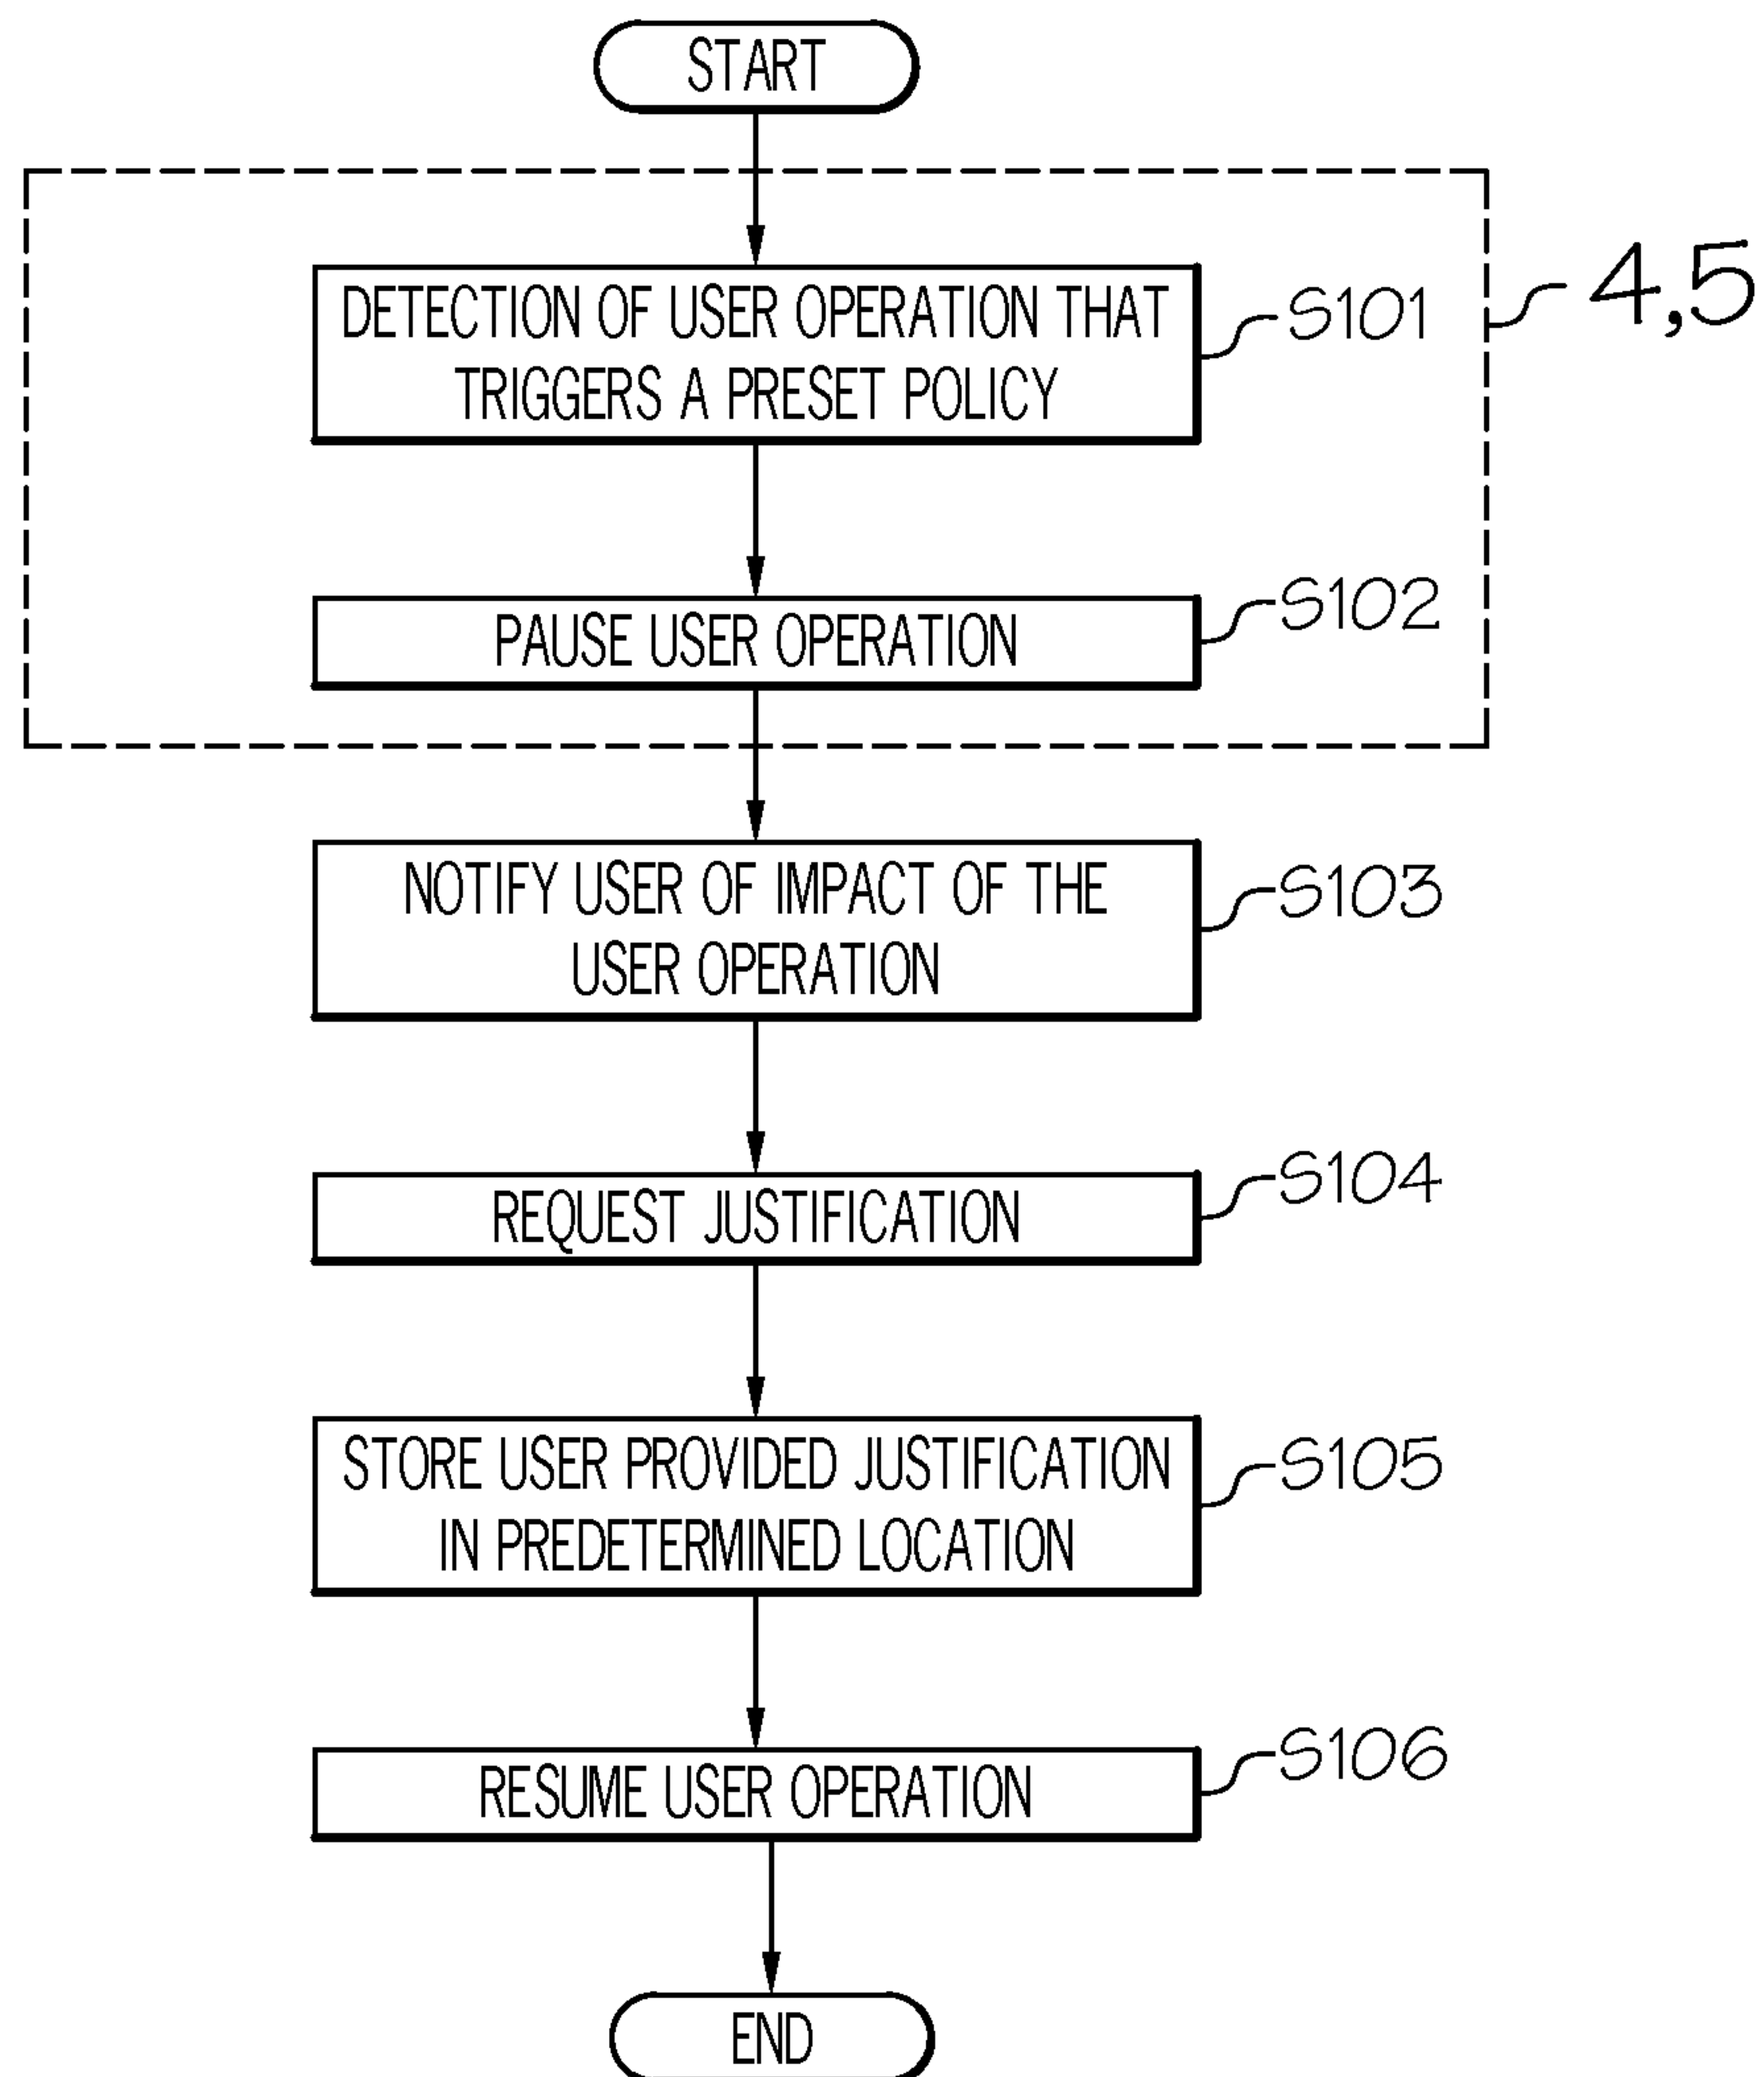 START
DETECTION OF USER OPERATION THAT
TRIGGERS A PRESET POLICY
S101
4,5
PAUSE USER OPERATION
S102
NOTIFY USER OF IMPACT OF THE
USER OPERATION
S103
REQUEST JUSTIFICATION
S104
STORE USER PROVIDED JUSTIFICATION
IN PREDETERMINED LOCATION
S105
RESUME USER OPERATION
S106
END